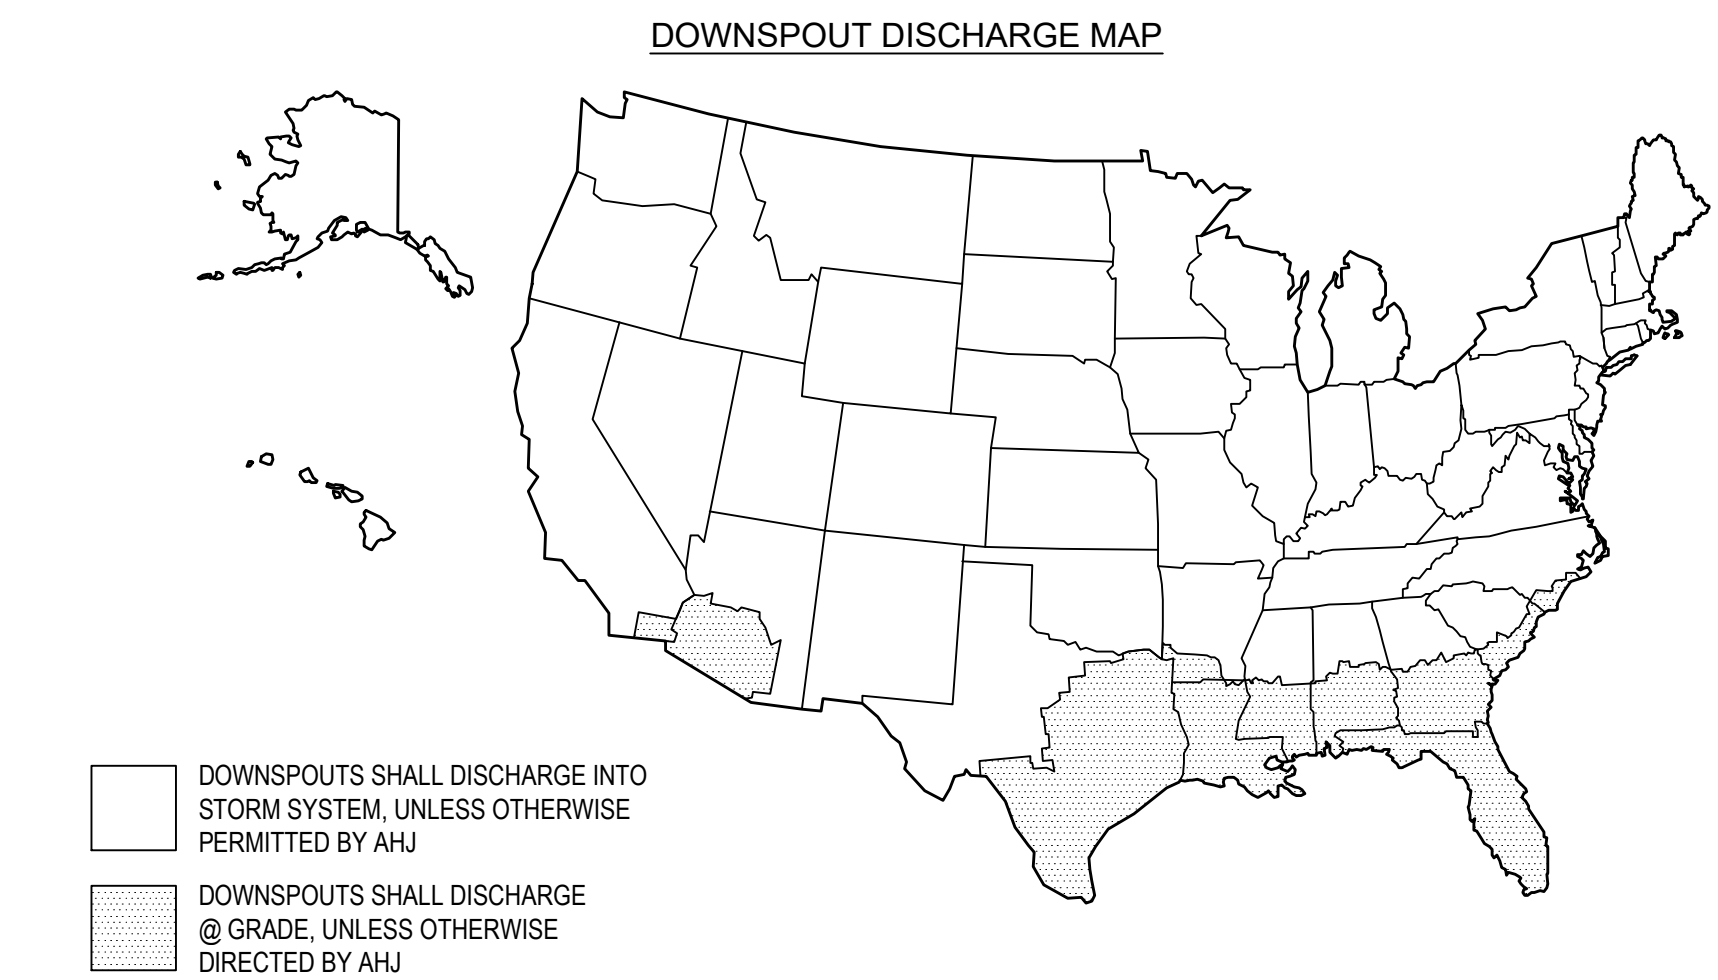 DOWNSPOUT DISCHARGE MAP
DOWNSPOUTS SHALL DISCHARGE INTO
STORM SYSTEM, UNLESS OTHERWISE
PERMITTED BY AHJ
DOWNSPOUTS SHALL DISCHARGE
@ GRADE, UNLESS OTHERWISE
DIRECTED BY AHJ